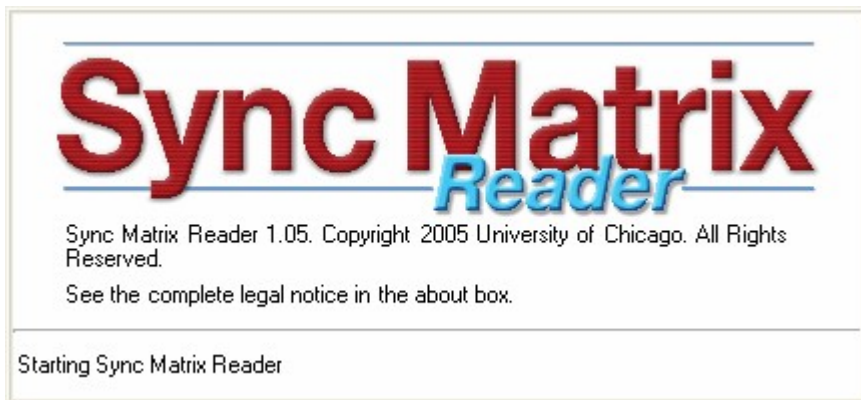 Sync Matrix
Reader
Sync Matrix Reader 1.05. Copyright 2005 University of Chicago. All Rights
Reserved.
See the complete legal notice in the about box.
Starting Sync Matrix Reader